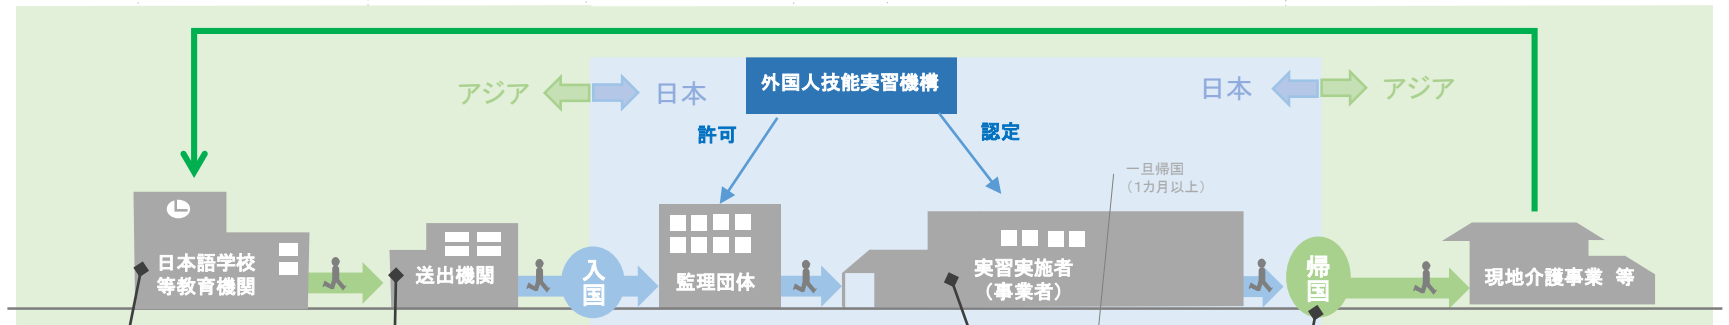 アジア
日本
外国人技能実習機構
日本
アジア
許可
認定
一旦帰国
（1カ月以上）
日本語学校
等教育機関
送出機関
入
国
監理団体
実習実施者
（事業者）
帰
国
現地介護事業 等